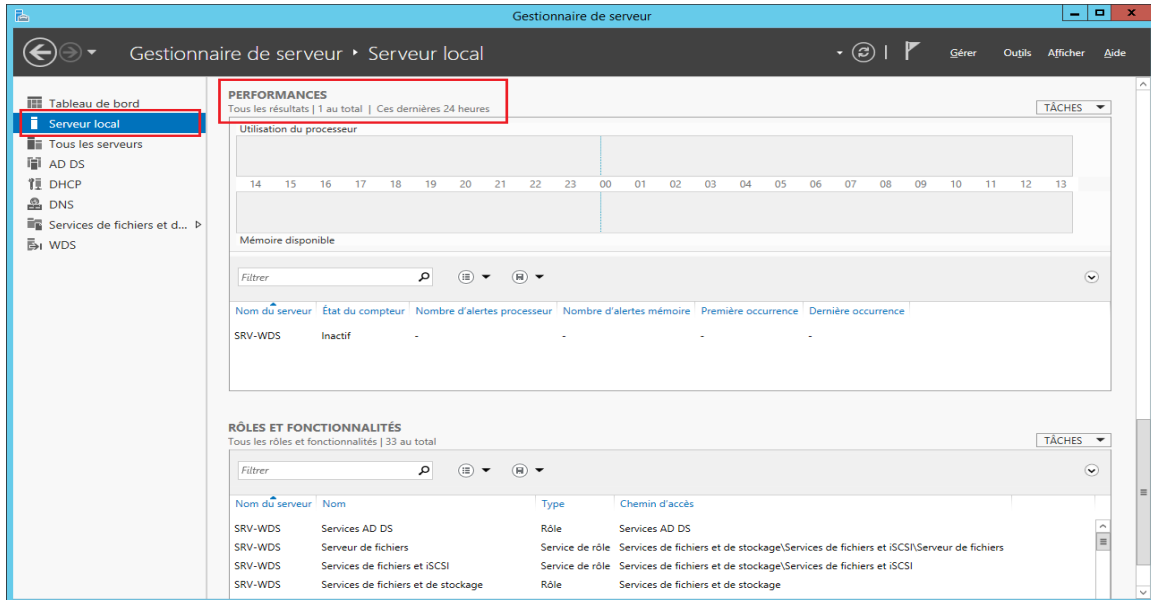 Gestionnaire de serveur
Gestionnaire de serveur ‣ Serveur local
Gérer Outils Afficher Aide
Tableau de bord
Serveur local
Tous les serveurs
AD DS
DHCP
DNS
Services de fichiers et d...
WDS
PERFORMANCES
Tous les résultats | 1 au total | Ces dernières 24 heures
TÂCHES
Utilisation du processeur
14 15 16 17 18 19 20 21 22 23 00 01 02 03 04 05 06 07 08 09 10 11 12 13
Mémoire disponible
Filtrer
Nom du serveur État du compteur Nombre d'alertes processeur Nombre d'alertes mémoire Première occurrence Dernière occurrence
SRV-WDS Inactif - - - -
RÔLES ET FONCTIONNALITÉS
Tous les rôles et fonctionnalités | 33 au total
TÂCHES
Filtrer
Nom du serveur Nom Type Chemin d'accès
SRV-WDS Services AD DS Rôle Services AD DS
SRV-WDS Serveur de fichiers Service de rôle Services de fichiers et de stockage\Services de fichiers et iSCSI\Serveur de fichiers
SRV-WDS Services de fichiers et iSCSI Service de rôle Services de fichiers et de stockage\Services de fichiers et iSCSI
SRV-WDS Services de fichiers et de stockage Rôle Services de fichiers et de stockage